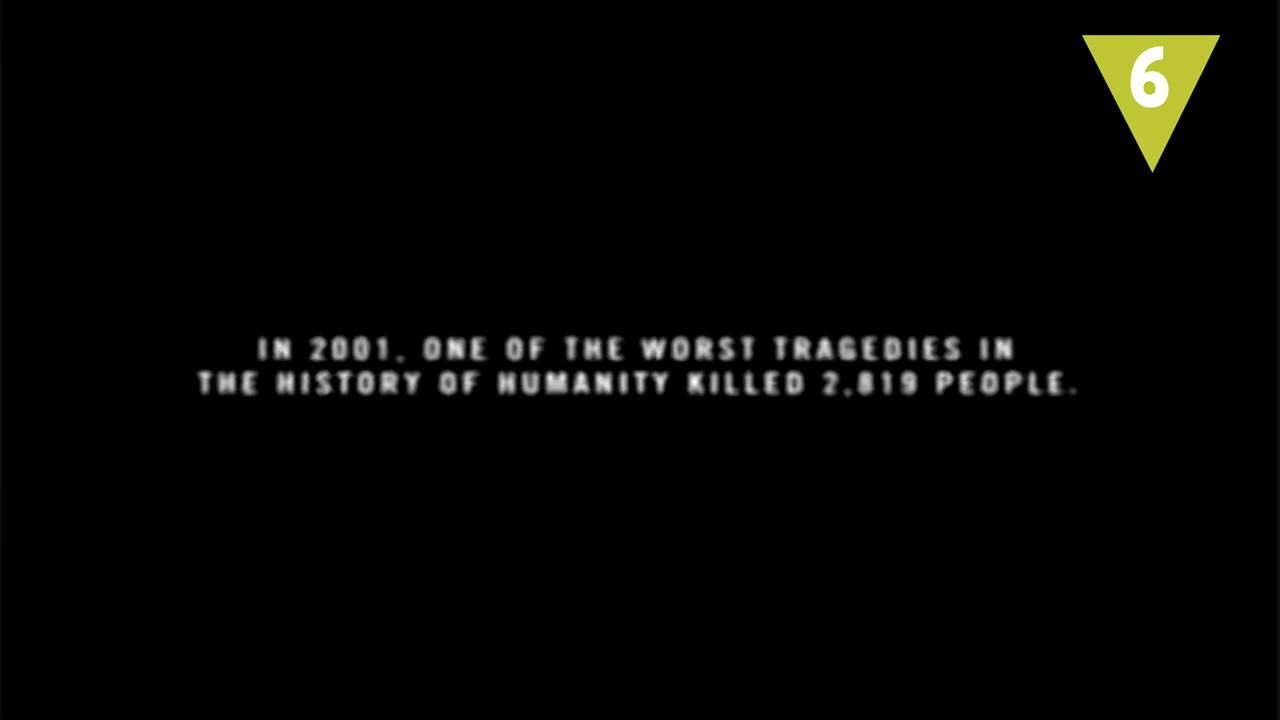 6
IN 2001, ONE OF THE WORST TRAGEDIES IN
THE HISTORY OF HUMANITY KILLED 2,819 PEOPLE.